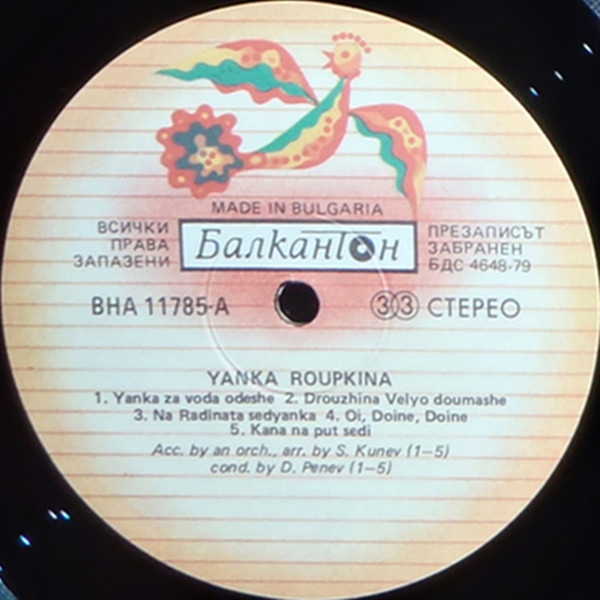 MADE IN BULGARIA
ВСИЧКИ
ПРАВА
ЗАПАЗЕНИ
Балкантон
ПРЕЗАПИСЪТ
ЗАБРАНЕН
БДС 4648-79
ВНА 11785-А
33 СТЕРЕО
YANKA ROUPKINA
1. Yanka za voda odeshe 2. Drouzhina Velyo doumashe
3. Na Radinata sedyanka 4. Oi, Doine, Doine
5. Kana na put sedi
Acc. by an orch., arr. by S. Kunev (1-5)
cond. by D. Penev (1-5)